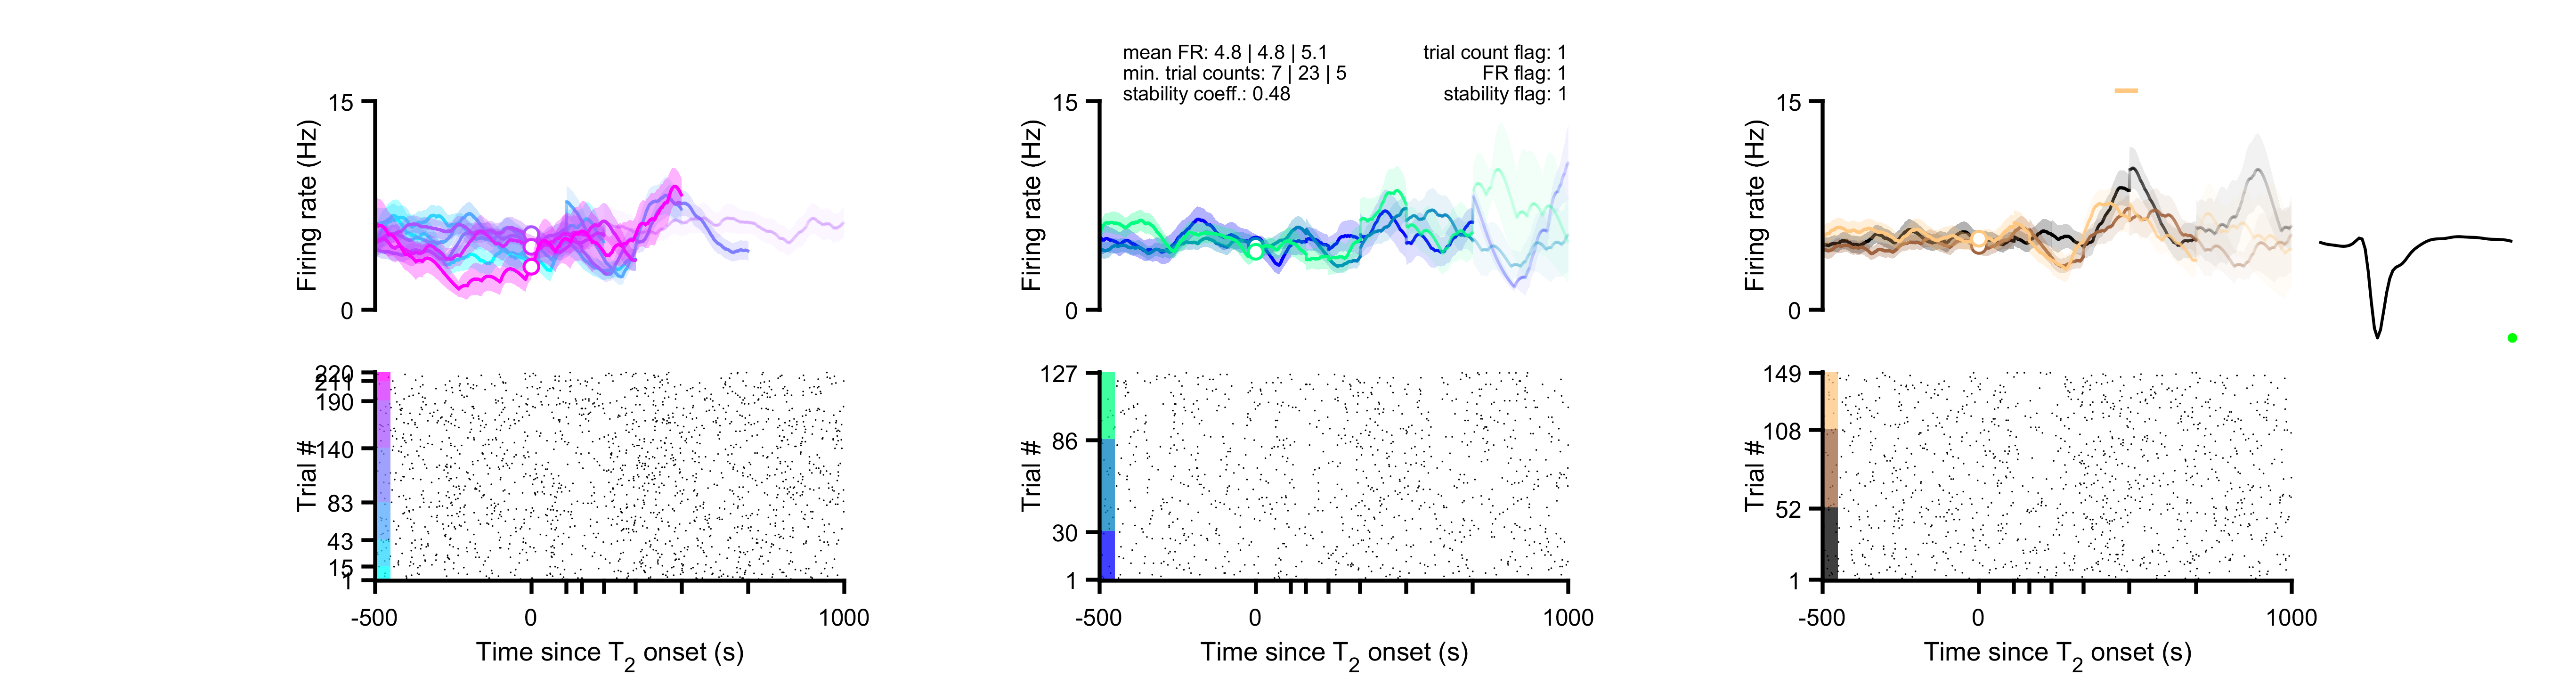 mean FR: 4.8 | 4.8 | 5.1
min. trial counts: 7 | 23 | 5
stability coeff.: 0.48
trial count flag: 1
FR flag: 1
stability flag: 1
15
Firing rate (Hz)
0
15
Firing rate (Hz)
0
15
Firing rate (Hz)
0
320
190
140
83
43
15
1
Trial #
-500
0
1000
Time since T2 onset (s)
127
86
30
1
Trial #
-500
0
1000
Time since T2 onset (s)
149
108
52
1
Trial #
-500
0
1000
Time since T2 onset (s)